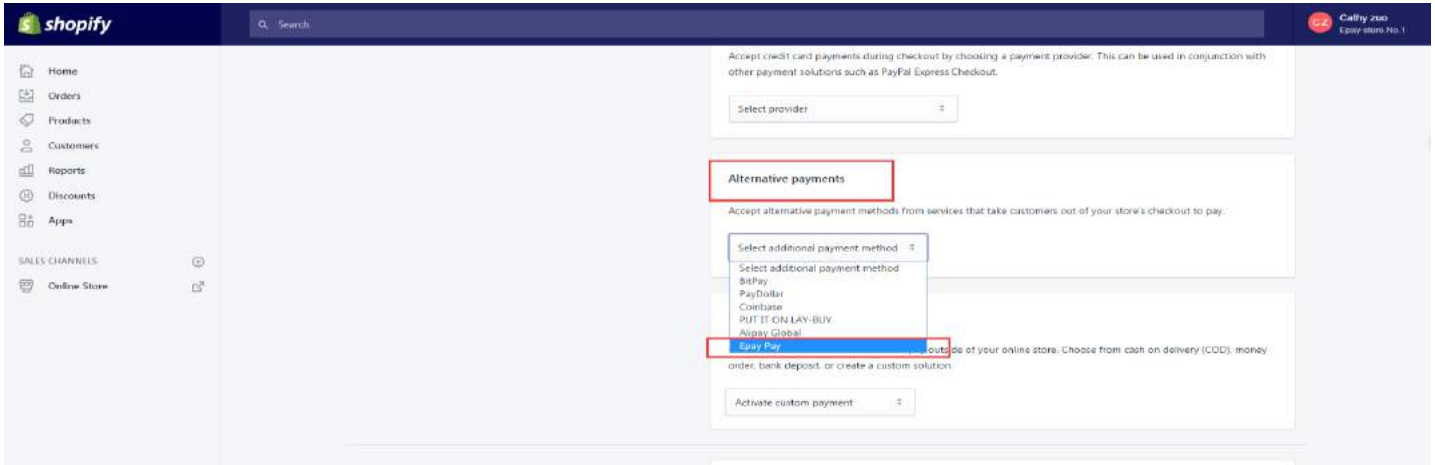 shopify
Search
CZ
Cathy zuo
Epay-store.No.1
Home
Orders
Products
Customers
Reports
Discounts
Apps
SALES CHANNELS
Online Store
Accept credit card payments during checkout by choosing a payment provider. This can be used in conjunction with
other payment solutions such as PayPal Express Checkout.
Select provider
Alternative payments
Accept alternative payment methods from services that take customers out of your store's checkout to pay.
Select additional payment method
Select additional payment method
BitPay
PayDollar
Coinbase
PUT IT ON LAY-BUY
Alipay Global
Epay Pay
outside of your online store. Choose from cash on delivery (COD), money
order, bank deposit, or create a custom solution.
Activate custom payment